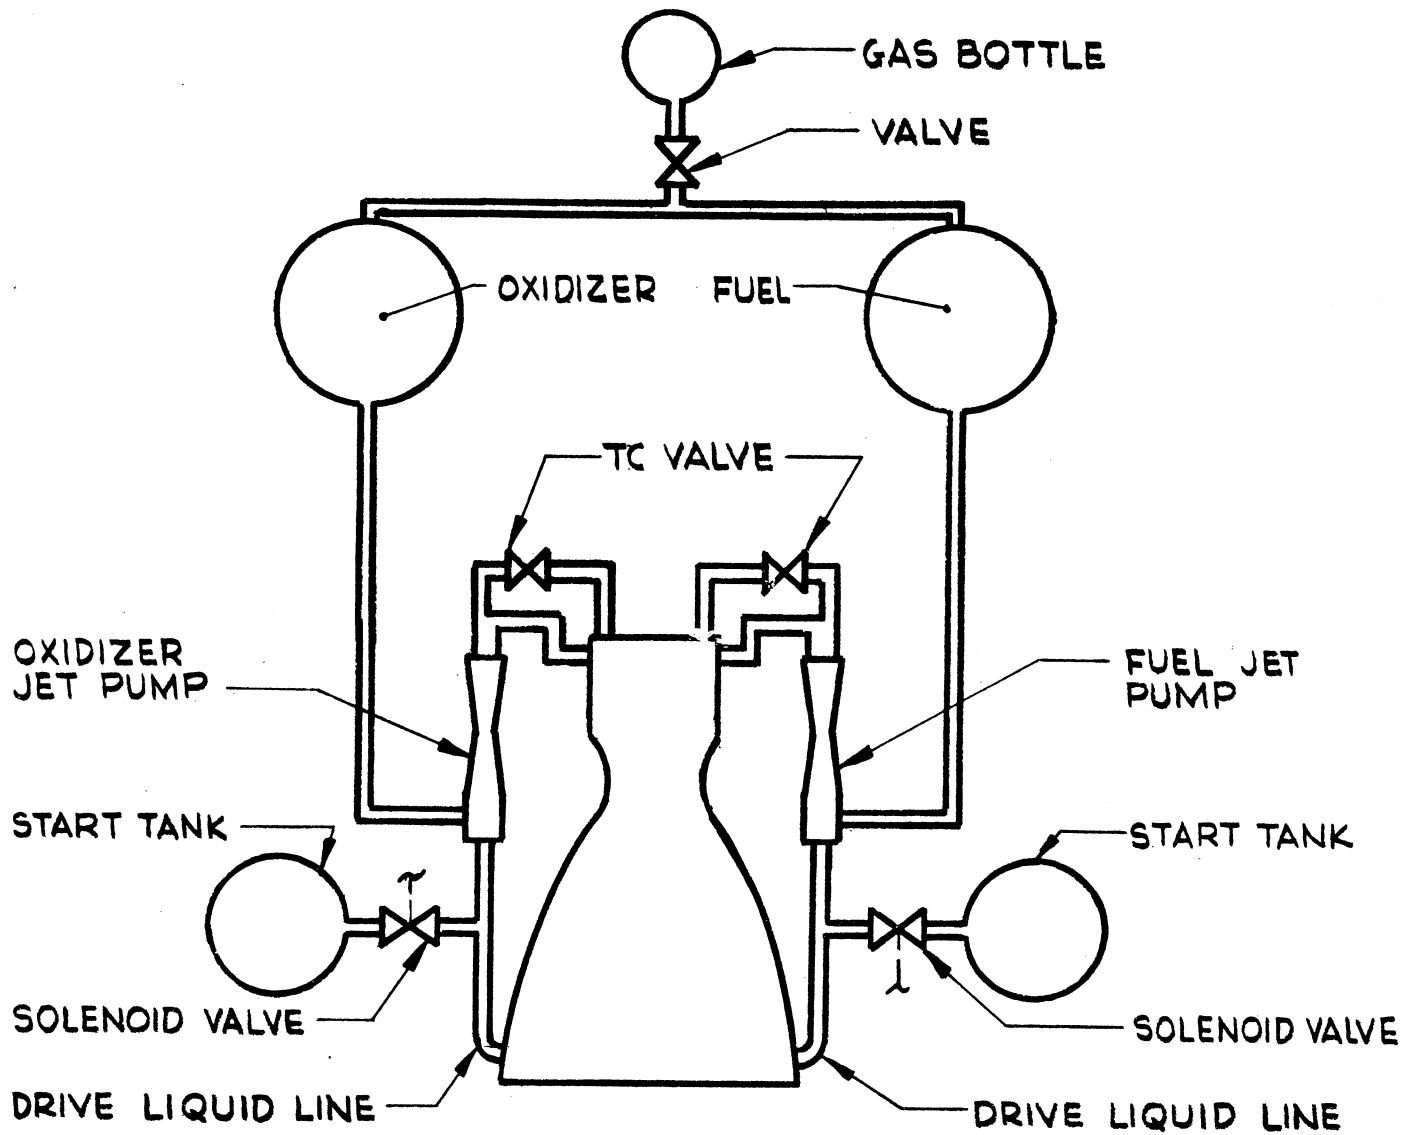 GAS BOTTLE
VALVE
OXIDIZER
FUEL
TC VALVE
OXIDIZER
JET PUMP
FUEL JET
PUMP
START TANK
START TANK
SOLENOID VALVE
SOLENOID VALVE
DRIVE LIQUID LINE
DRIVE LIQUID LINE